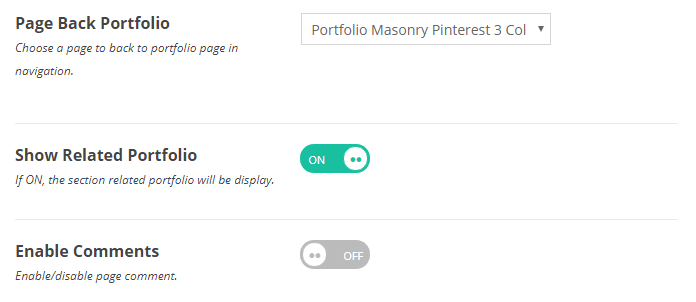 Page Back Portfolio
Portfolio Masonry Pinterest 3 Col
Choose a page to back to portfolio page in
navigation.
Show Related Portfolio
ON
If ON, the section related portfolio will be display.
Enable Comments
OFF
Enable/disable page comment.